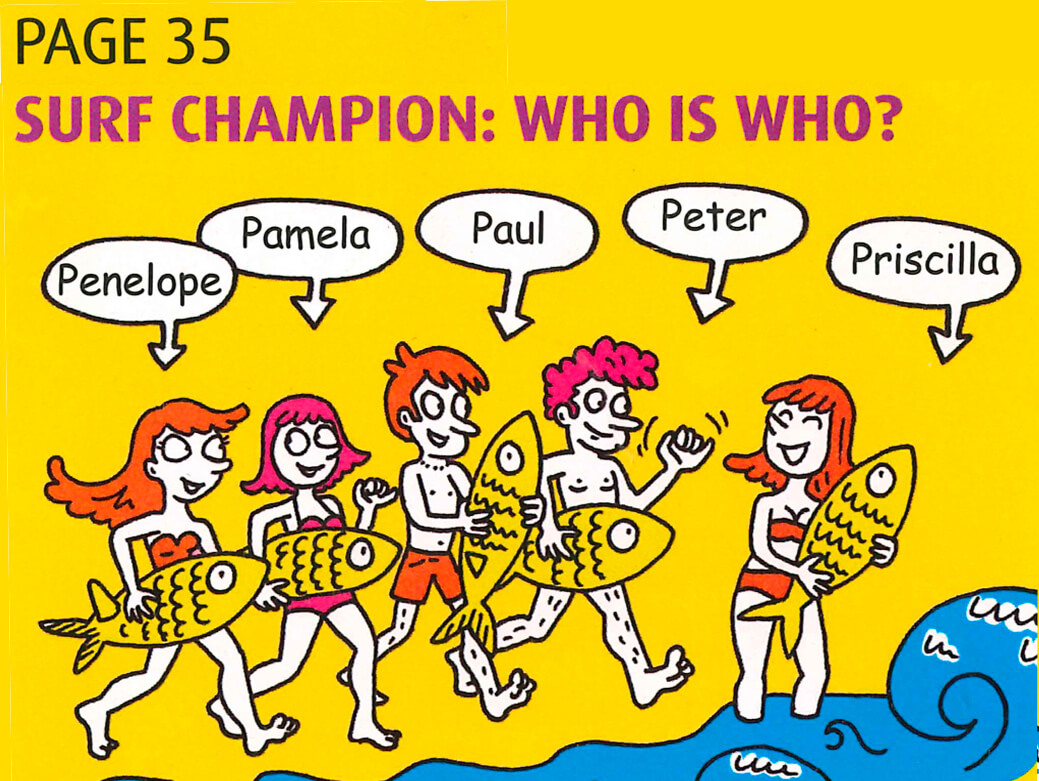 PAGE 35
SURF CHAMPION: WHO IS WHO?
Penelope
Pamela
Paul
Peter
Priscilla